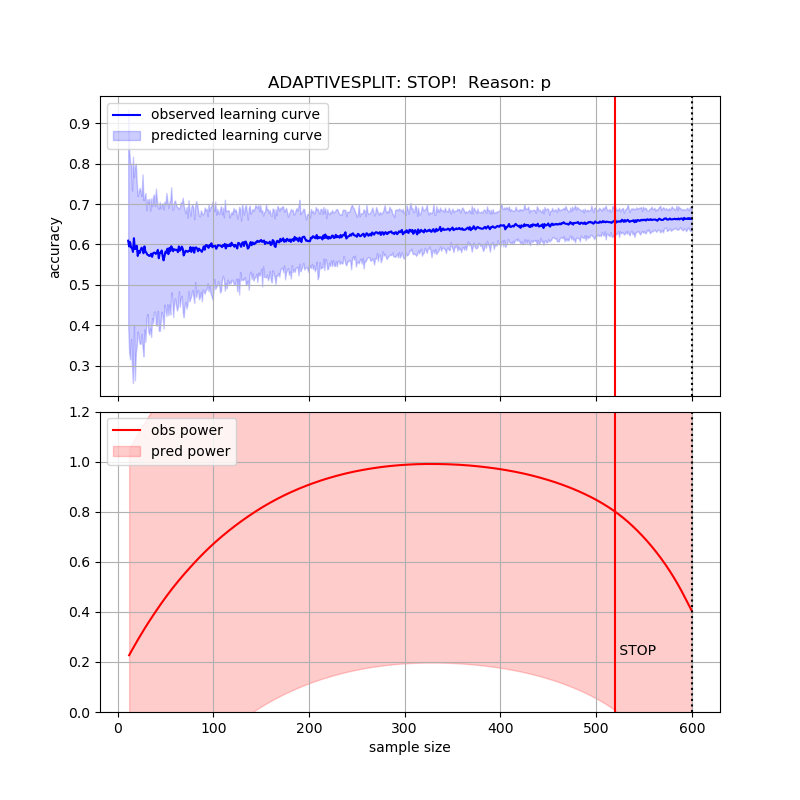 ADAPTIVESPLIT: STOP!  Reason: p
observed learning curve
predicted learning curve
0.9
0.8
0.7
0.6
0.5
0.4
0.3
accuracy
obs power
pred power
1.2
1.0
0.8
0.6
0.4
0.2
0.0
STOP
0 100 200 300 400 500 600
sample size